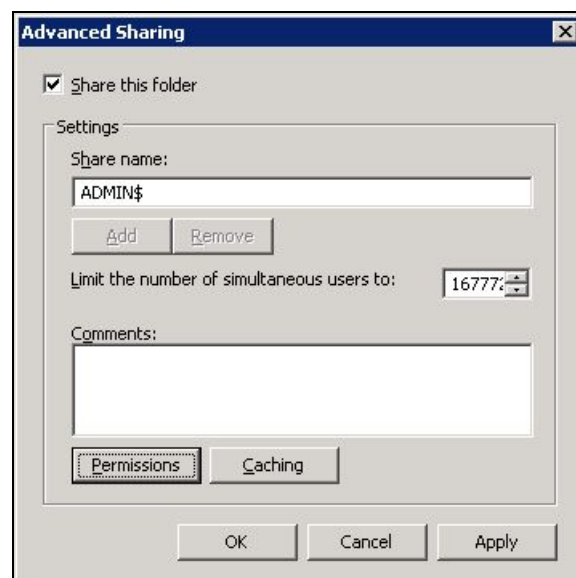 Advanced Sharing
Share this folder
Settings
Share name:
ADMIN$
Add Remove
Limit the number of simultaneous users to:
Comments:
Permissions Caching
OK Cancel Apply